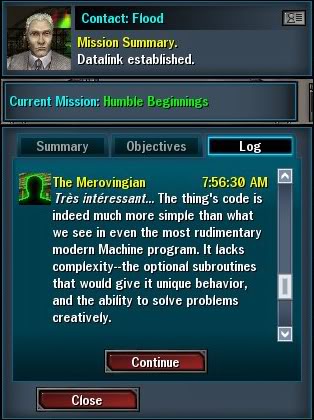 Contact: Flood
Mission Summary.
Datalink established.
Current Mission: Humble Beginnings
Summary Objectives Log
The Merovingian 7:56:30 AM
Très intéressant... The thing's code is
indeed much more simple than what
we see in even the most rudimentary
modern Machine program. It lacks
complexity--the optional subroutines
that would give it unique behavior,
and the ability to solve problems
creatively.
Continue
Close